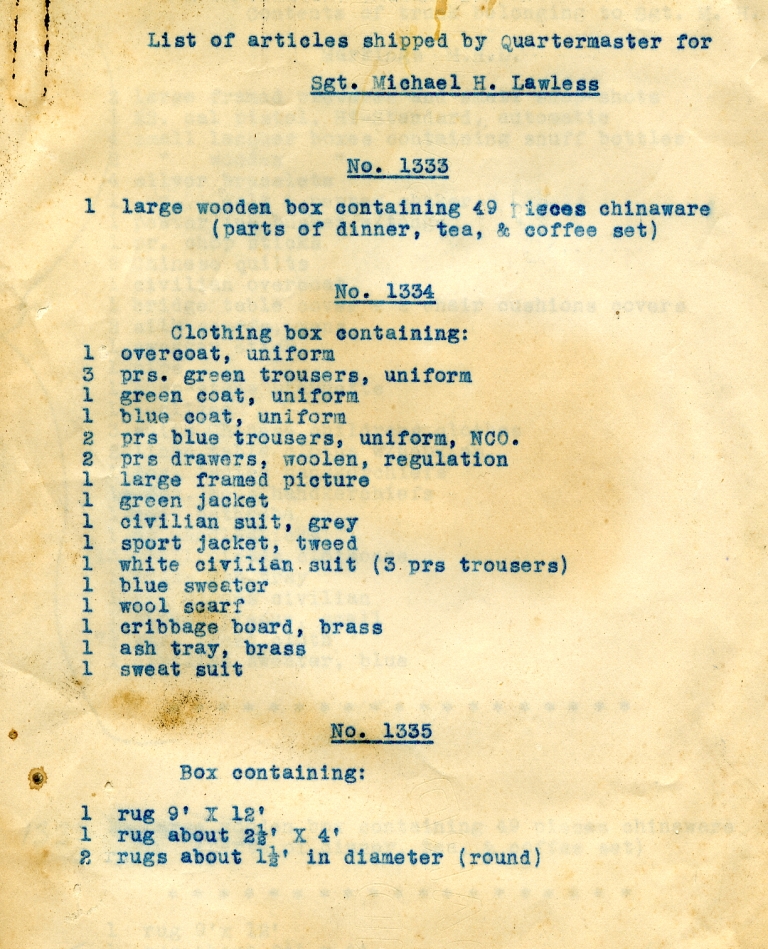 List of articles shipped by Quartermaster for
Sgt. Michael H. Lawless
No. 1333
1 large wooden box containing 49 pieces chinaware
(parts of dinner, tea, & coffee set)
No. 1334
Clothing box containing:
1 overcoat, uniform
3 prs. green trousers, uniform
1 green coat, uniform
1 blue coat, uniform
2 prs blue trousers, uniform, NCO.
2 prs drawers, woolen, regulation
1 large framed picture
1 green jacket
1 civilian suit, grey
1 sport jacket, tweed
1 white civilian suit (3 prs trousers)
1 blue sweater
1 wool scarf
1 cribbage board, brass
1 ash tray, brass
1 sweat suit
No. 1335
Box containing:
1 rug 9' X 12'
1 rug about 2½' X 4'
2 rugs about 1½' in diameter (round)